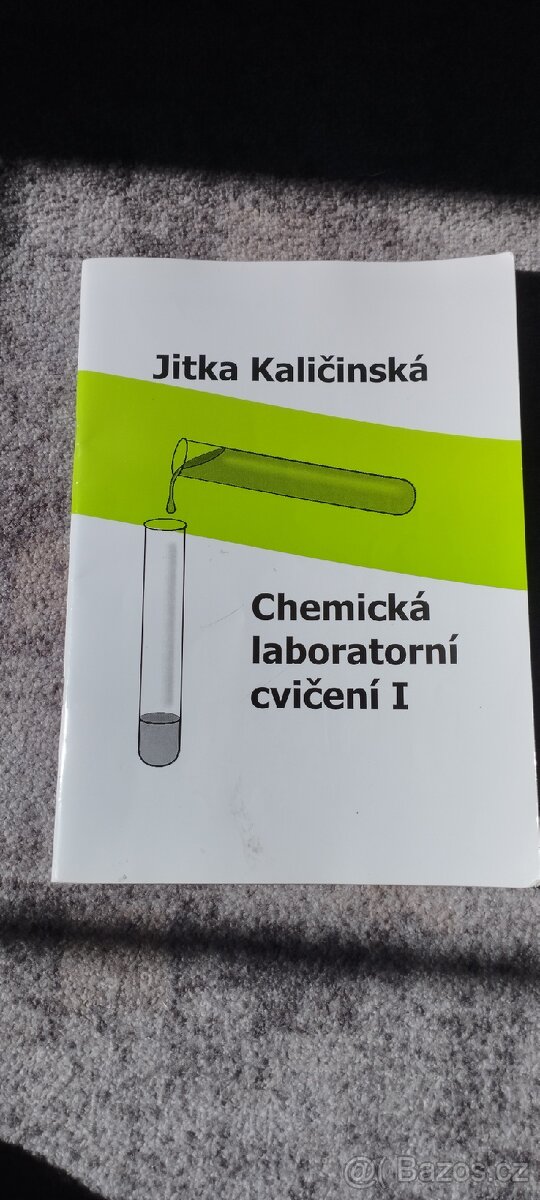 Jitka Kaličinská
Chemická
laboratorní
cvičení I
@( Bazos.cz